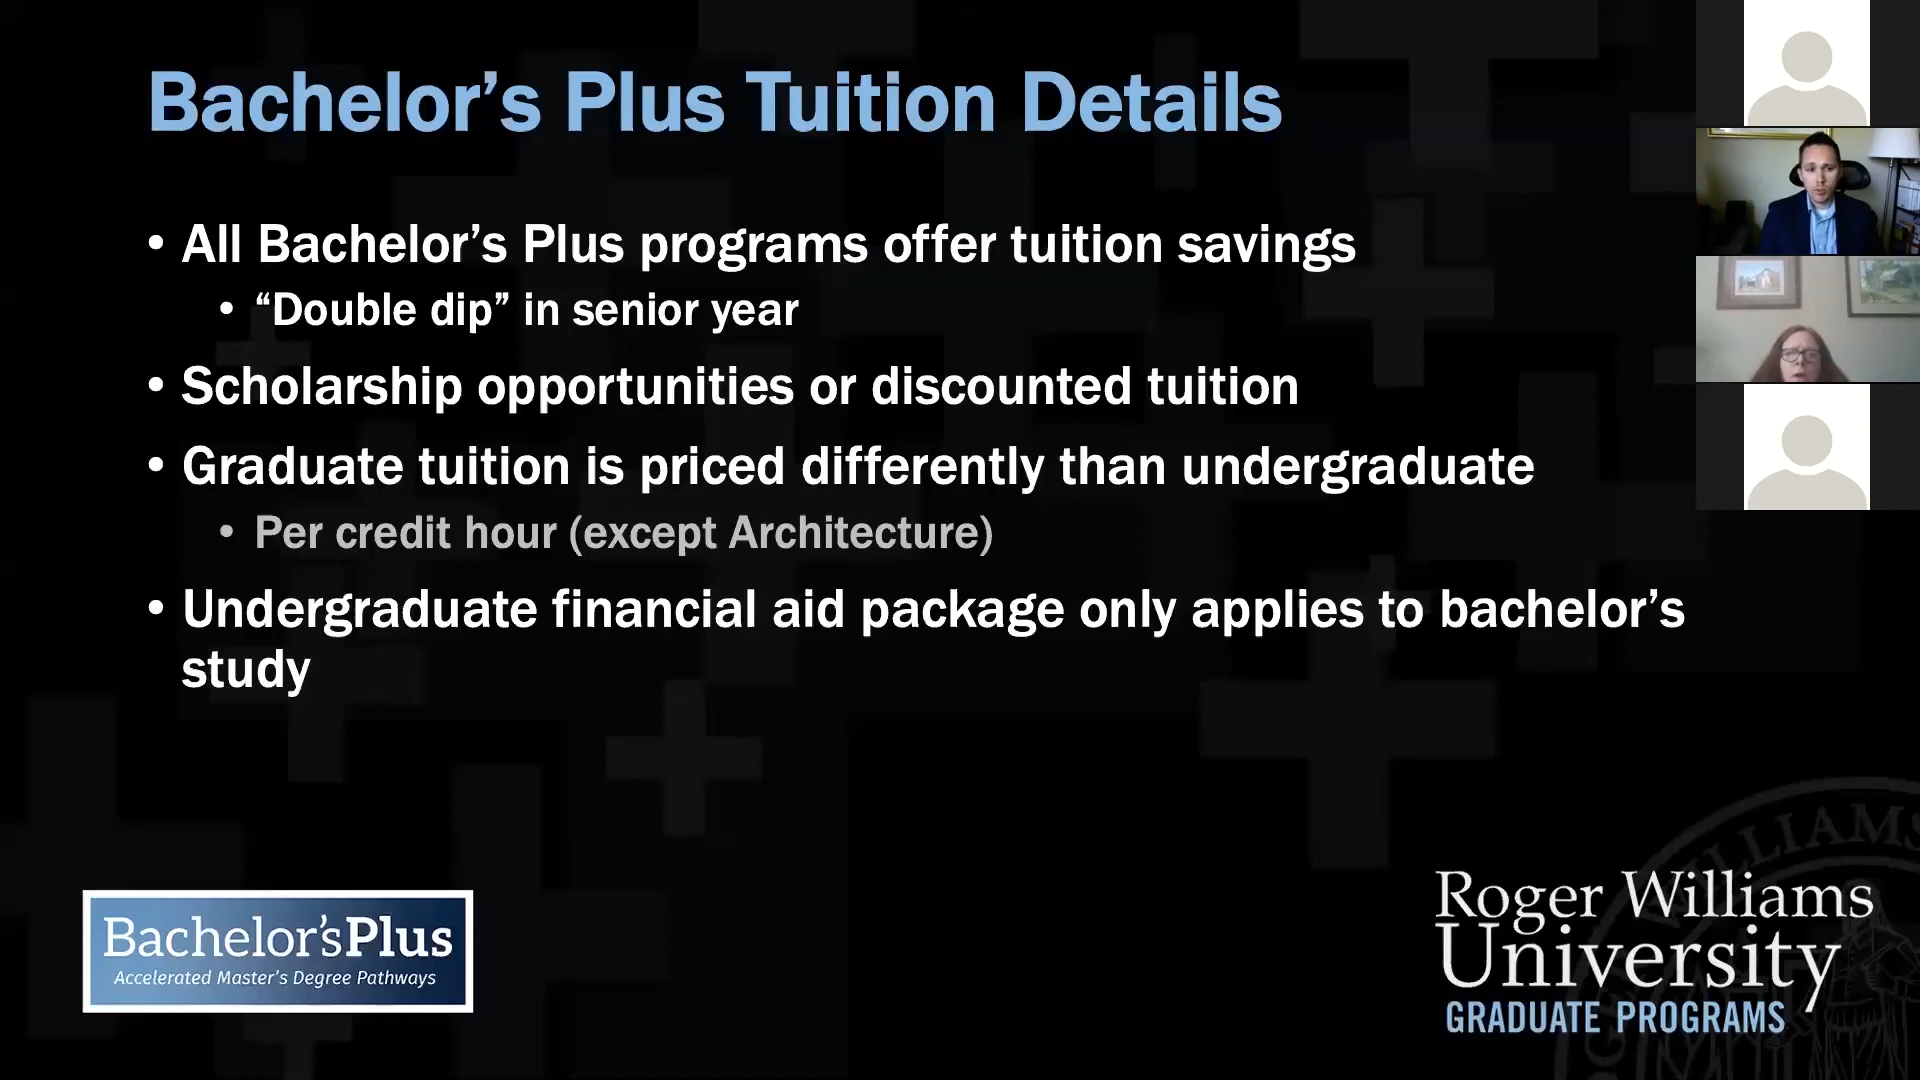 Bachelor’s Plus Tuition Details
• All Bachelor’s Plus programs offer tuition savings
• “Double dip” in senior year
• Scholarship opportunities or discounted tuition
• Graduate tuition is priced differently than undergraduate
• Per credit hour (except Architecture)
• Undergraduate financial aid package only applies to bachelor’s
study
Bachelor’sPlus
Accelerated Master’s Degree Pathways
WILLIAMS
Roger Williams
University
GRADUATE PROGRAMS